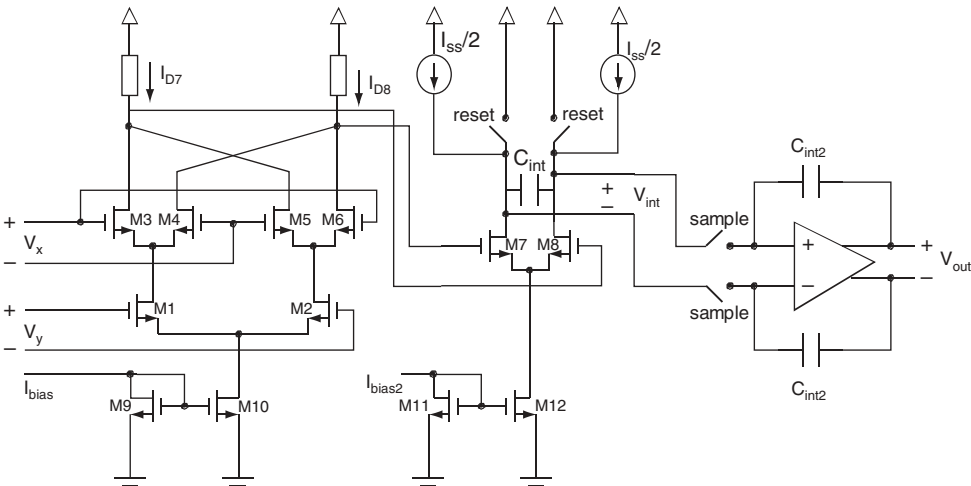 I_D7
I_D8
I_ss/2
I_ss/2
reset
reset
C_int
+
−
V_int
C_int2
M3
M4
M5
M6
+
V_x
−
M7
M8
sample
+
−
+
V_out
−
sample
M1
M2
+
V_y
−
C_int2
I_bias
I_bias2
M9
M10
M11
M12